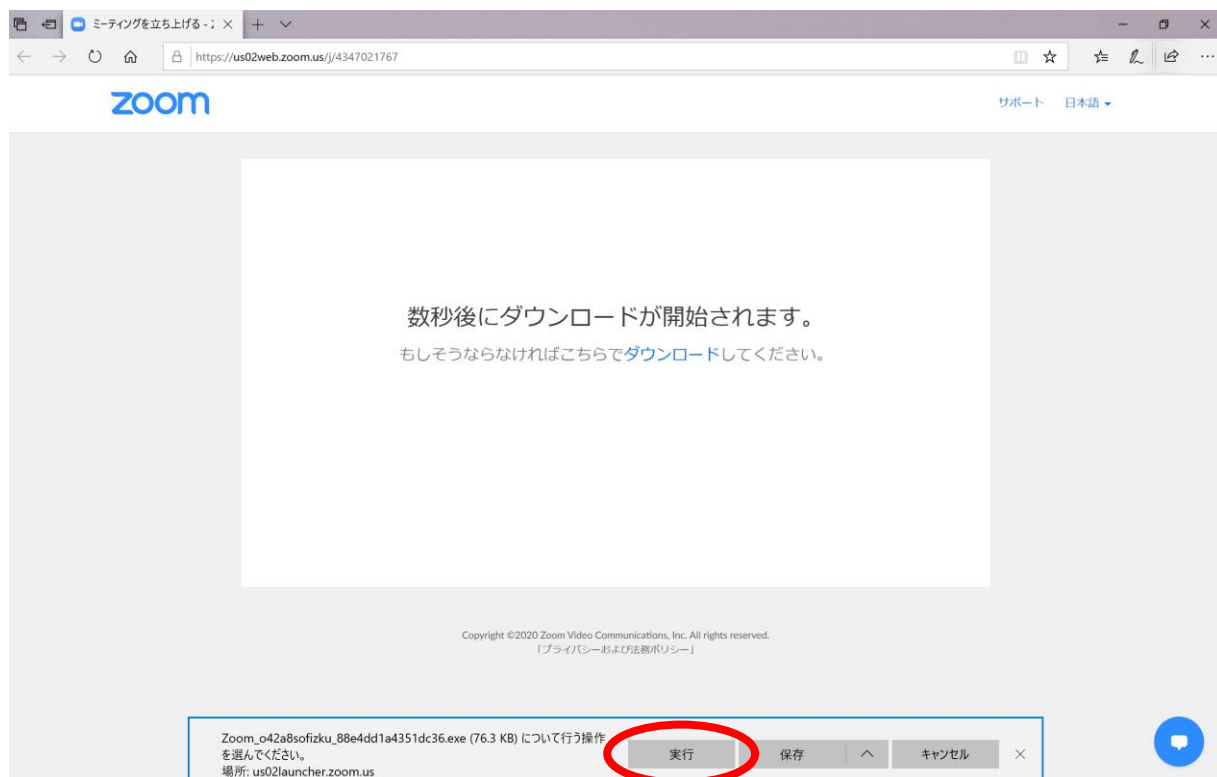 ミーティングを立ち上げる - Z
https://us02web.zoom.us/j/4347021767
zoom
サポート 日本語
数秒後にダウンロードが開始されます。
もしそうならなければこちらでダウンロードしてください。
Copyright ©2020 Zoom Video Communications, Inc. All rights reserved.
「プライバシーおよび法務ポリシー」
Zoom_o42a8sofizku_88e4dd1a4351dc36.exe (76.3 KB) について行う操作
を選んでください。
場所: us02launcher.zoom.us
実行 保存 キャンセル